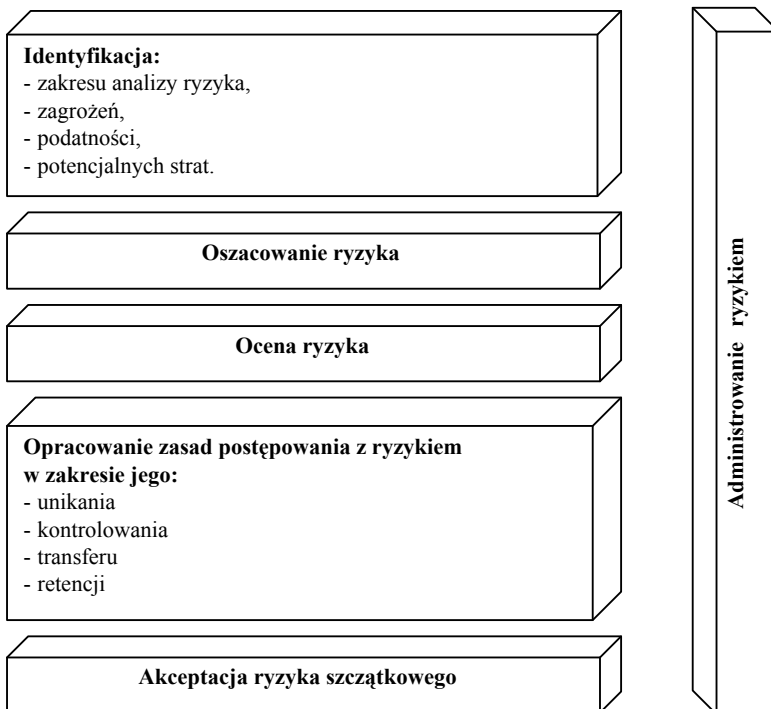 Identyfikacja:
- zakresu analizy ryzyka,
- zagrożeń,
- podatności,
- potencjalnych strat.
Oszacowanie ryzyka
Ocena ryzyka
Opracowanie zasad postępowania z ryzykiem
w zakresie jego:
- unikania
- kontrolowania
- transferu
- retencji
Akceptacja ryzyka szczątkowego
Administrowanie ryzykiem